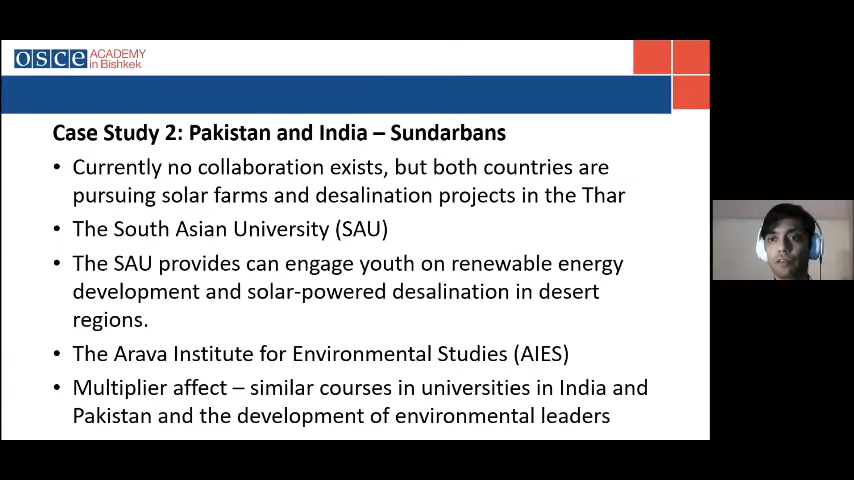 osce ACADEMY
in Bishkek
Case Study 2: Pakistan and India – Sundarbans
• Currently no collaboration exists, but both countries are
pursuing solar farms and desalination projects in the Thar
• The South Asian University (SAU)
• The SAU provides can engage youth on renewable energy
development and solar-powered desalination in desert
regions.
• The Arava Institute for Environmental Studies (AIES)
• Multiplier affect – similar courses in universities in India and
Pakistan and the development of environmental leaders